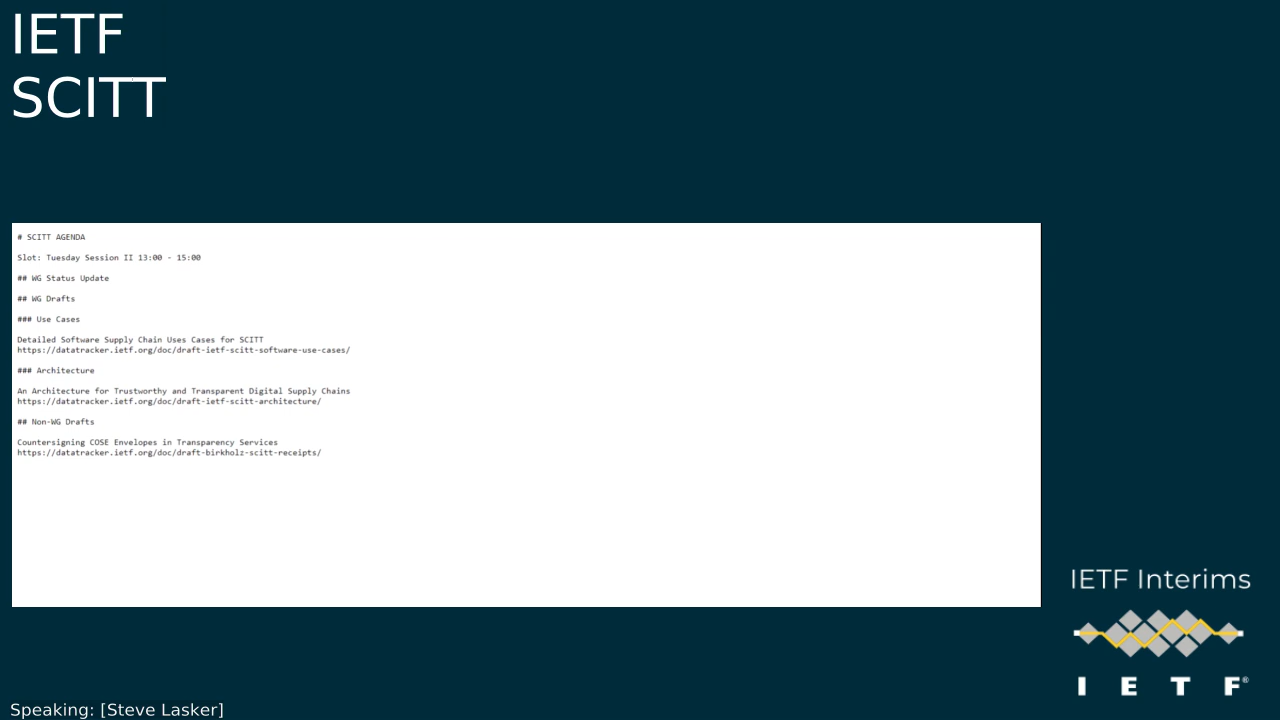 IETF
SCITT
# SCITT AGENDA
Slot: Tuesday Session II 13:00 - 15:00
## WG Status Update
## WG Drafts
### Use Cases
Detailed Software Supply Chain Uses Cases for SCITT
https://datatracker.ietf.org/doc/draft-ietf-scitt-software-use-cases/
### Architecture
An Architecture for Trustworthy and Transparent Digital Supply Chains
https://datatracker.ietf.org/doc/draft-ietf-scitt-architecture/
## Non-WG Drafts
Countersigning COSE Envelopes in Transparency Services
https://datatracker.ietf.org/doc/draft-birkholz-scitt-receipts/
IETF Interims
I E T F®
Speaking: [Steve Lasker]